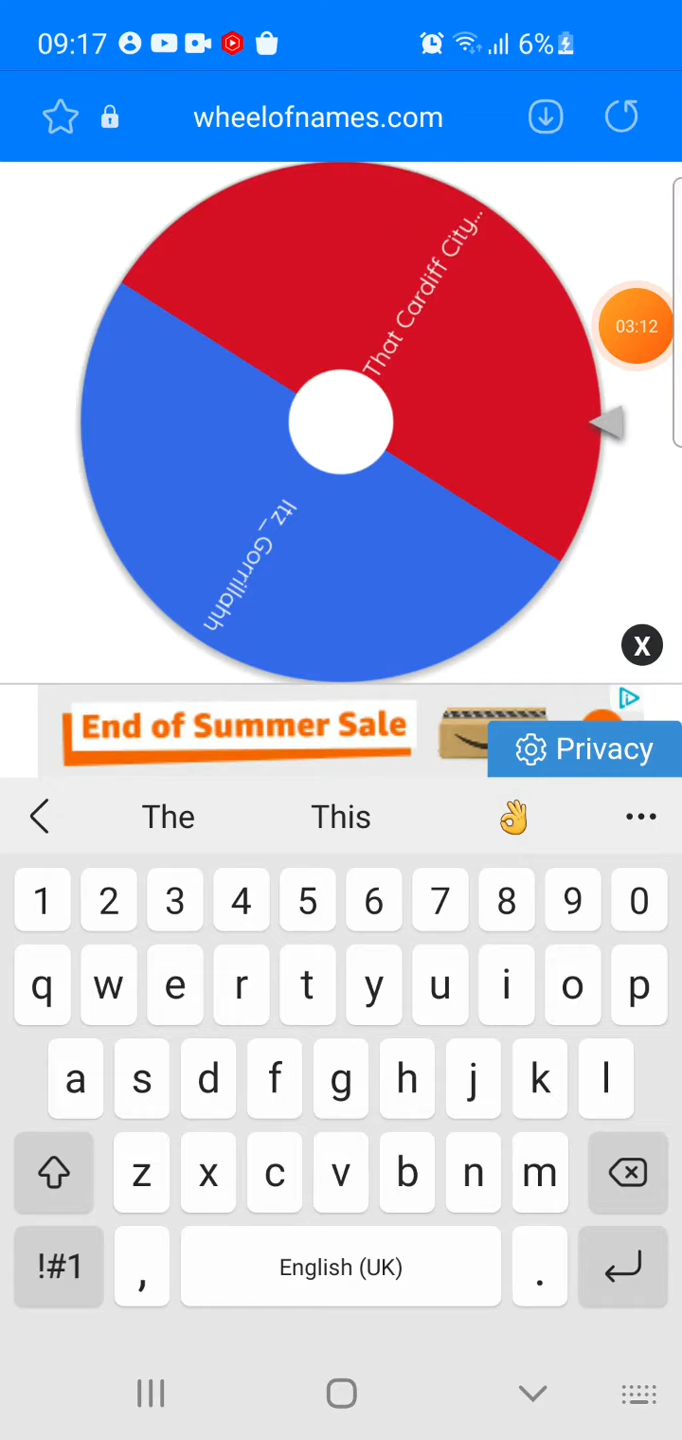 09:17 6%
wheelofnames.com
That Cardiff City...
03:12
Itz_Gorrillahh
X
End of Summer Sale
Privacy
The This 👌 ...
1 2 3 4 5 6 7 8 9 0
q w e r t y u i o p
a s d f g h j k l
z x c v b n m
!#1 , English (UK) .